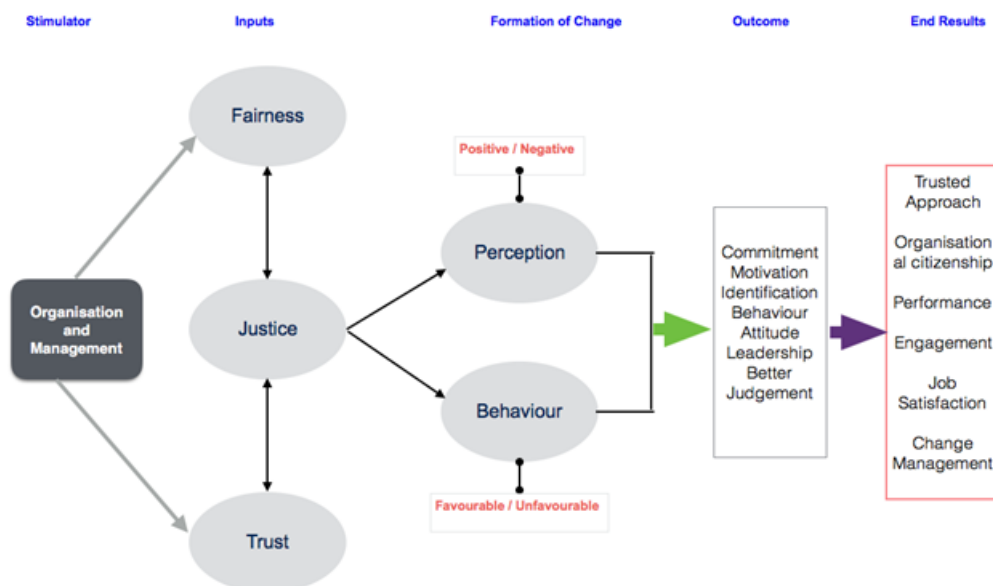 Stimulator
Inputs
Formation of Change
Outcome
End Results
Organisation
and
Management
Fairness
Justice
Trust
Positive / Negative
Perception
Behaviour
Favourable / Unfavourable
Commitment
Motivation
Identification
Behaviour
Attitude
Leadership
Better
Judgement
Trusted
Approach
Organisation
al citizenship
Performance
Engagement
Job
Satisfaction
Change
Management